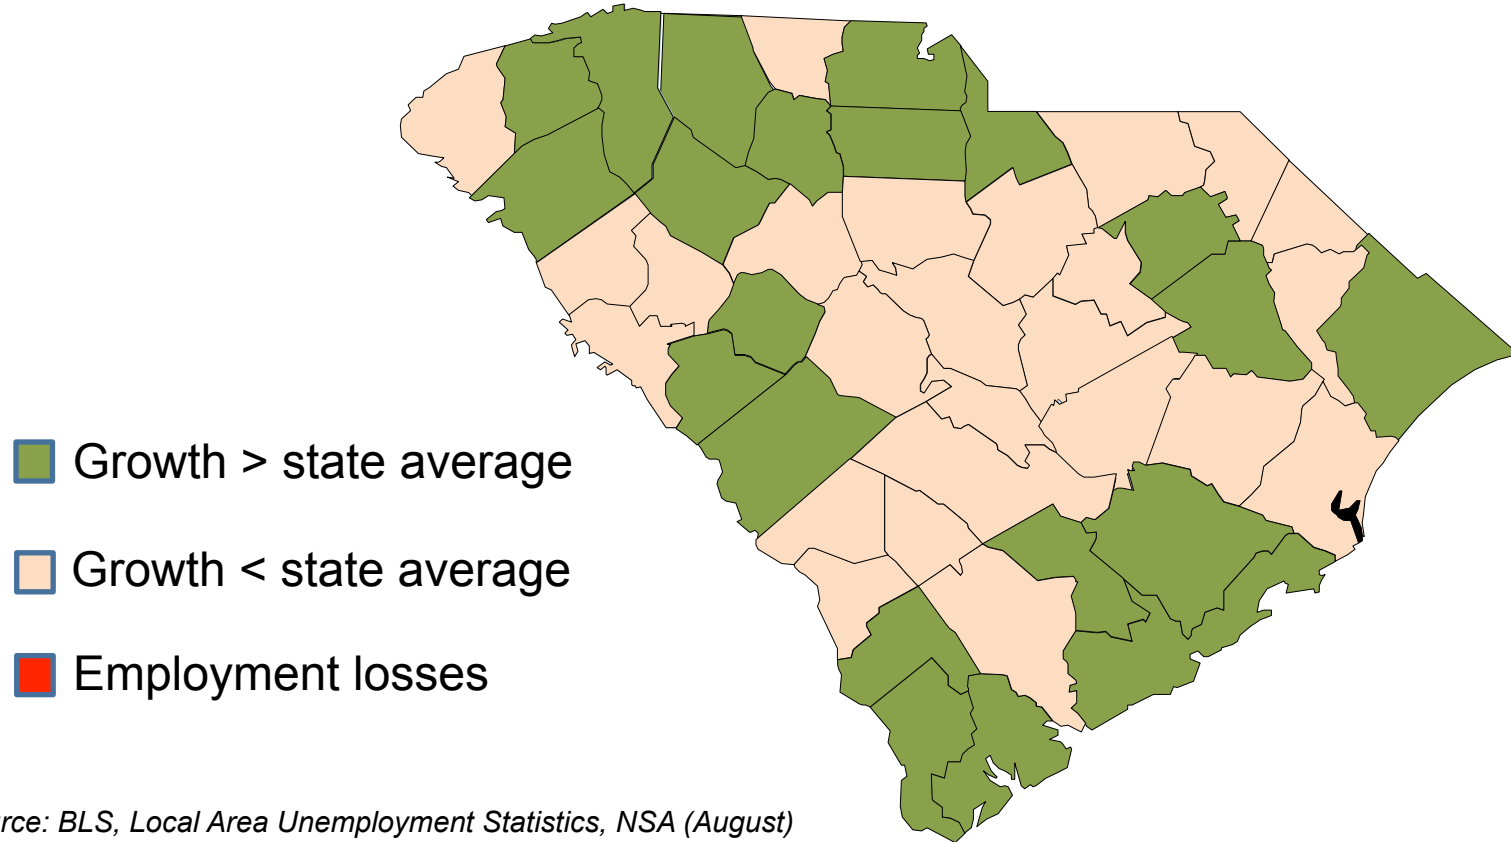 Growth > state average
Growth < state average
Employment losses
rce: BLS, Local Area Unemployment Statistics, NSA (August)